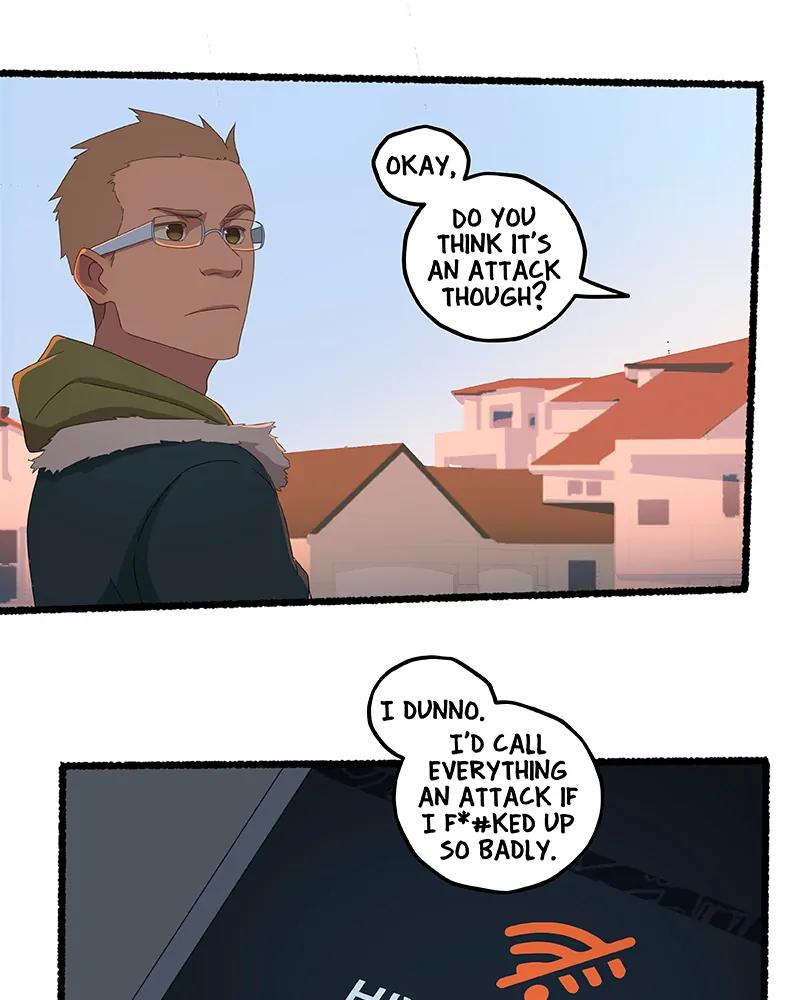 OKAY,
DO YOU
THINK IT'S
AN ATTACK
THOUGH?
I DUNNO.
I'D CALL
EVERYTHING
AN ATTACK IF
I F*#KED UP
SO BADLY.